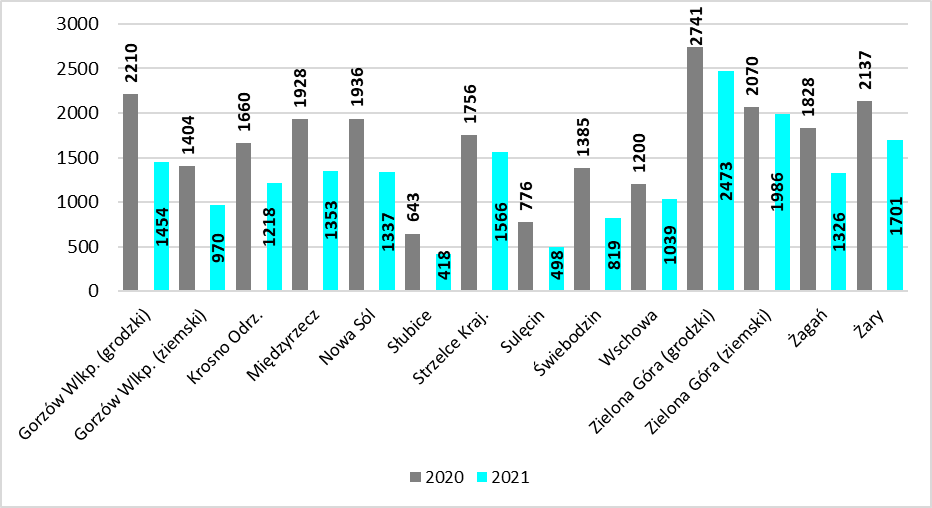 3000
2500
2000
1500
1000
500
0
2210
1454
1404
970
1660
1218
1928
1353
1936
1337
643
418
1756
1566
776
498
1385
819
1200
1039
2741
2473
2070
1986
1828
1326
2137
1701
Gorzów Wlkp. (grodzki)
Gorzów Wlkp. (ziemski)
Krosno Odrz.
Międzyrzecz
Nowa Sól
Słubice
Strzelce Kraj.
Sulęcin
Świebodzin
Wschowa
Zielona Góra (grodzki)
Zielona Góra (ziemski)
Żagań
Żary
2020 2021